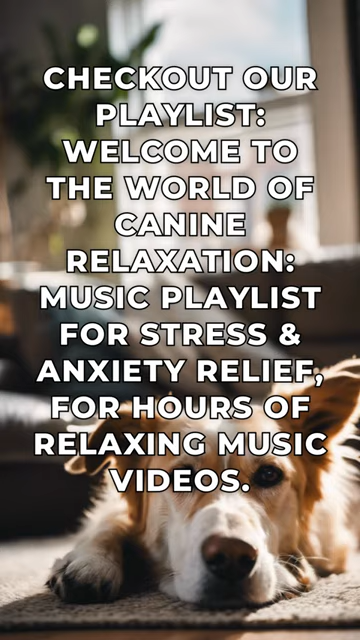 CHECKOUT OUR
PLAYLIST:
WELCOME TO
THE WORLD OF
CANINE
RELAXATION:
MUSIC PLAYLIST
FOR STRESS &
ANXIETY RELIEF,
FOR HOURS OF
RELAXING MUSIC
VIDEOS.